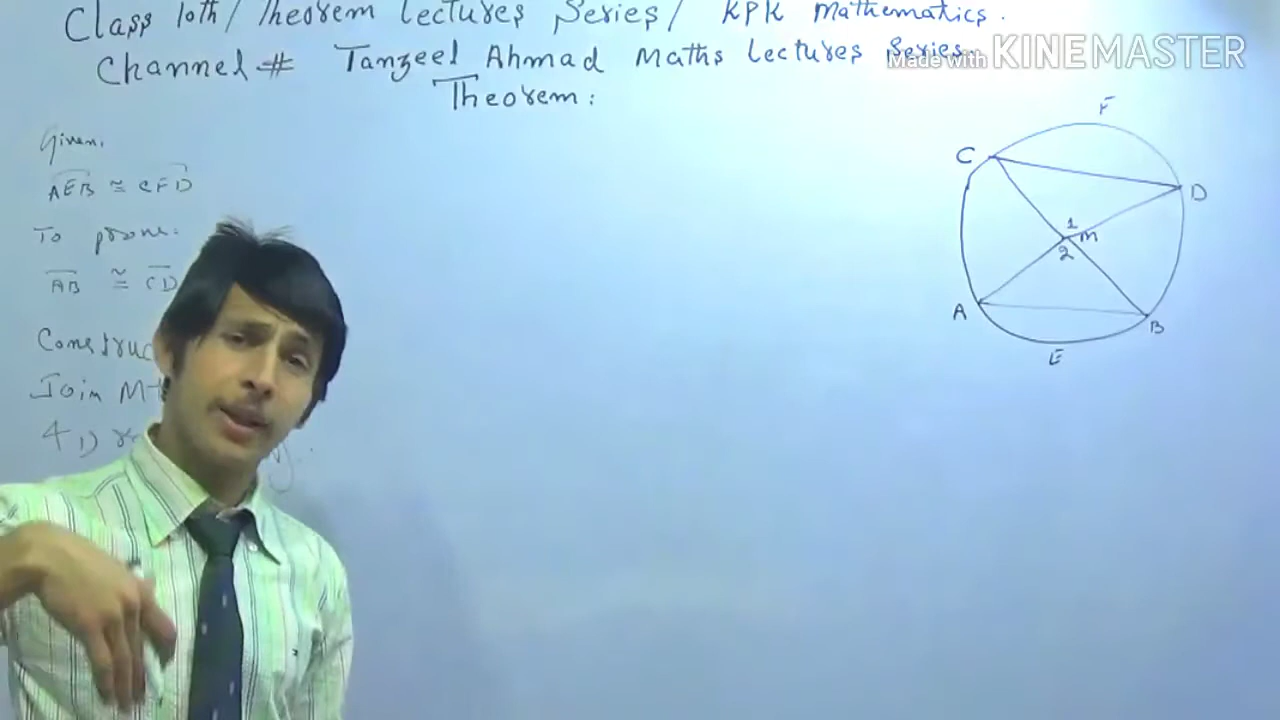 Class 10th/ Theorem Lectures Series/ KPK Mathematics.
Channel # Tanzeel Ahmad Maths Lectures Series.
Made with KINEMASTER
Theorem:
Given.
AEB ≅ CFD
To prove.
AB ≅ CD
Construc
Join M
F
C
D
1
M
2
A
B
E